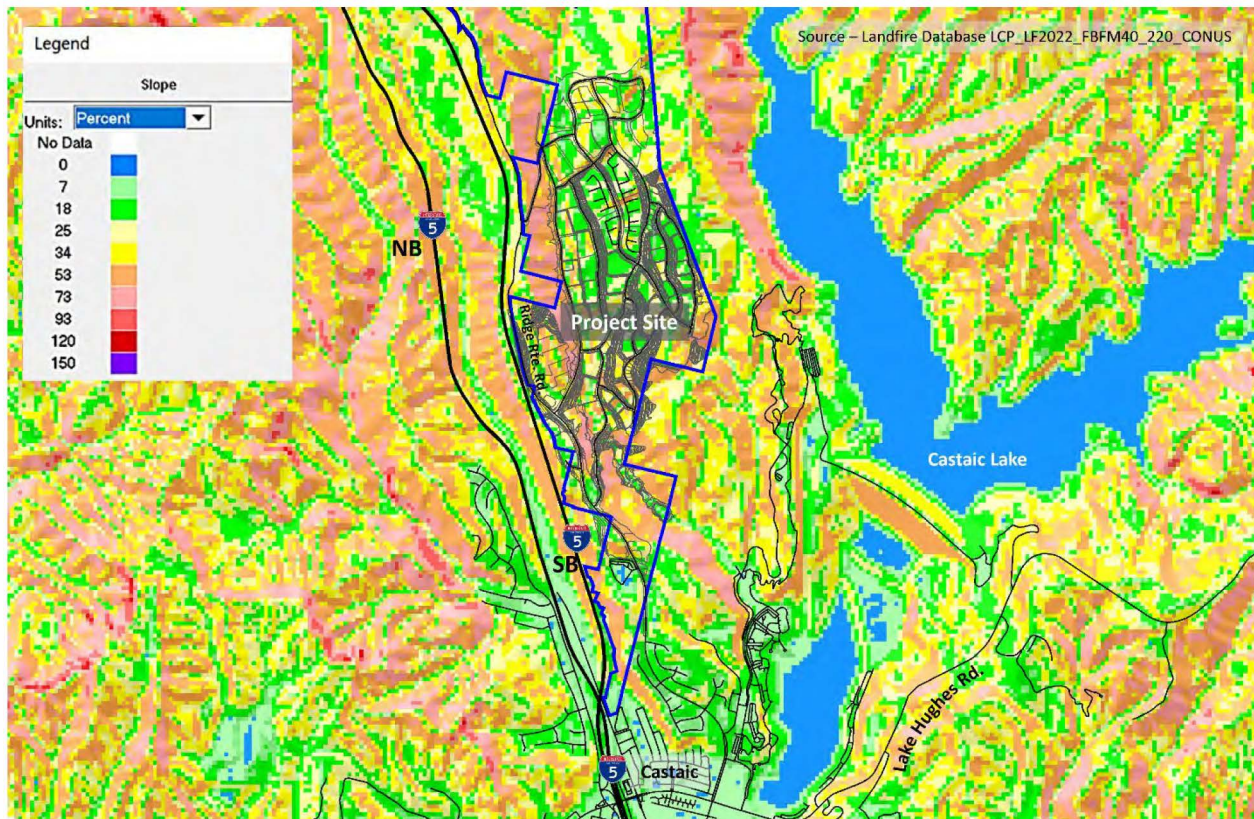 Source – Landfire Database LCP_LF2022_FBFM40_220_CONUS
Legend
Slope
Units: Percent
No Data
0
7
18
25
34
53
73
93
120
150
5
NB
Project Site
Ridge Rte. Rd
Castaic Lake
5
SB
Lake Hughes Rd.
5
Castaic